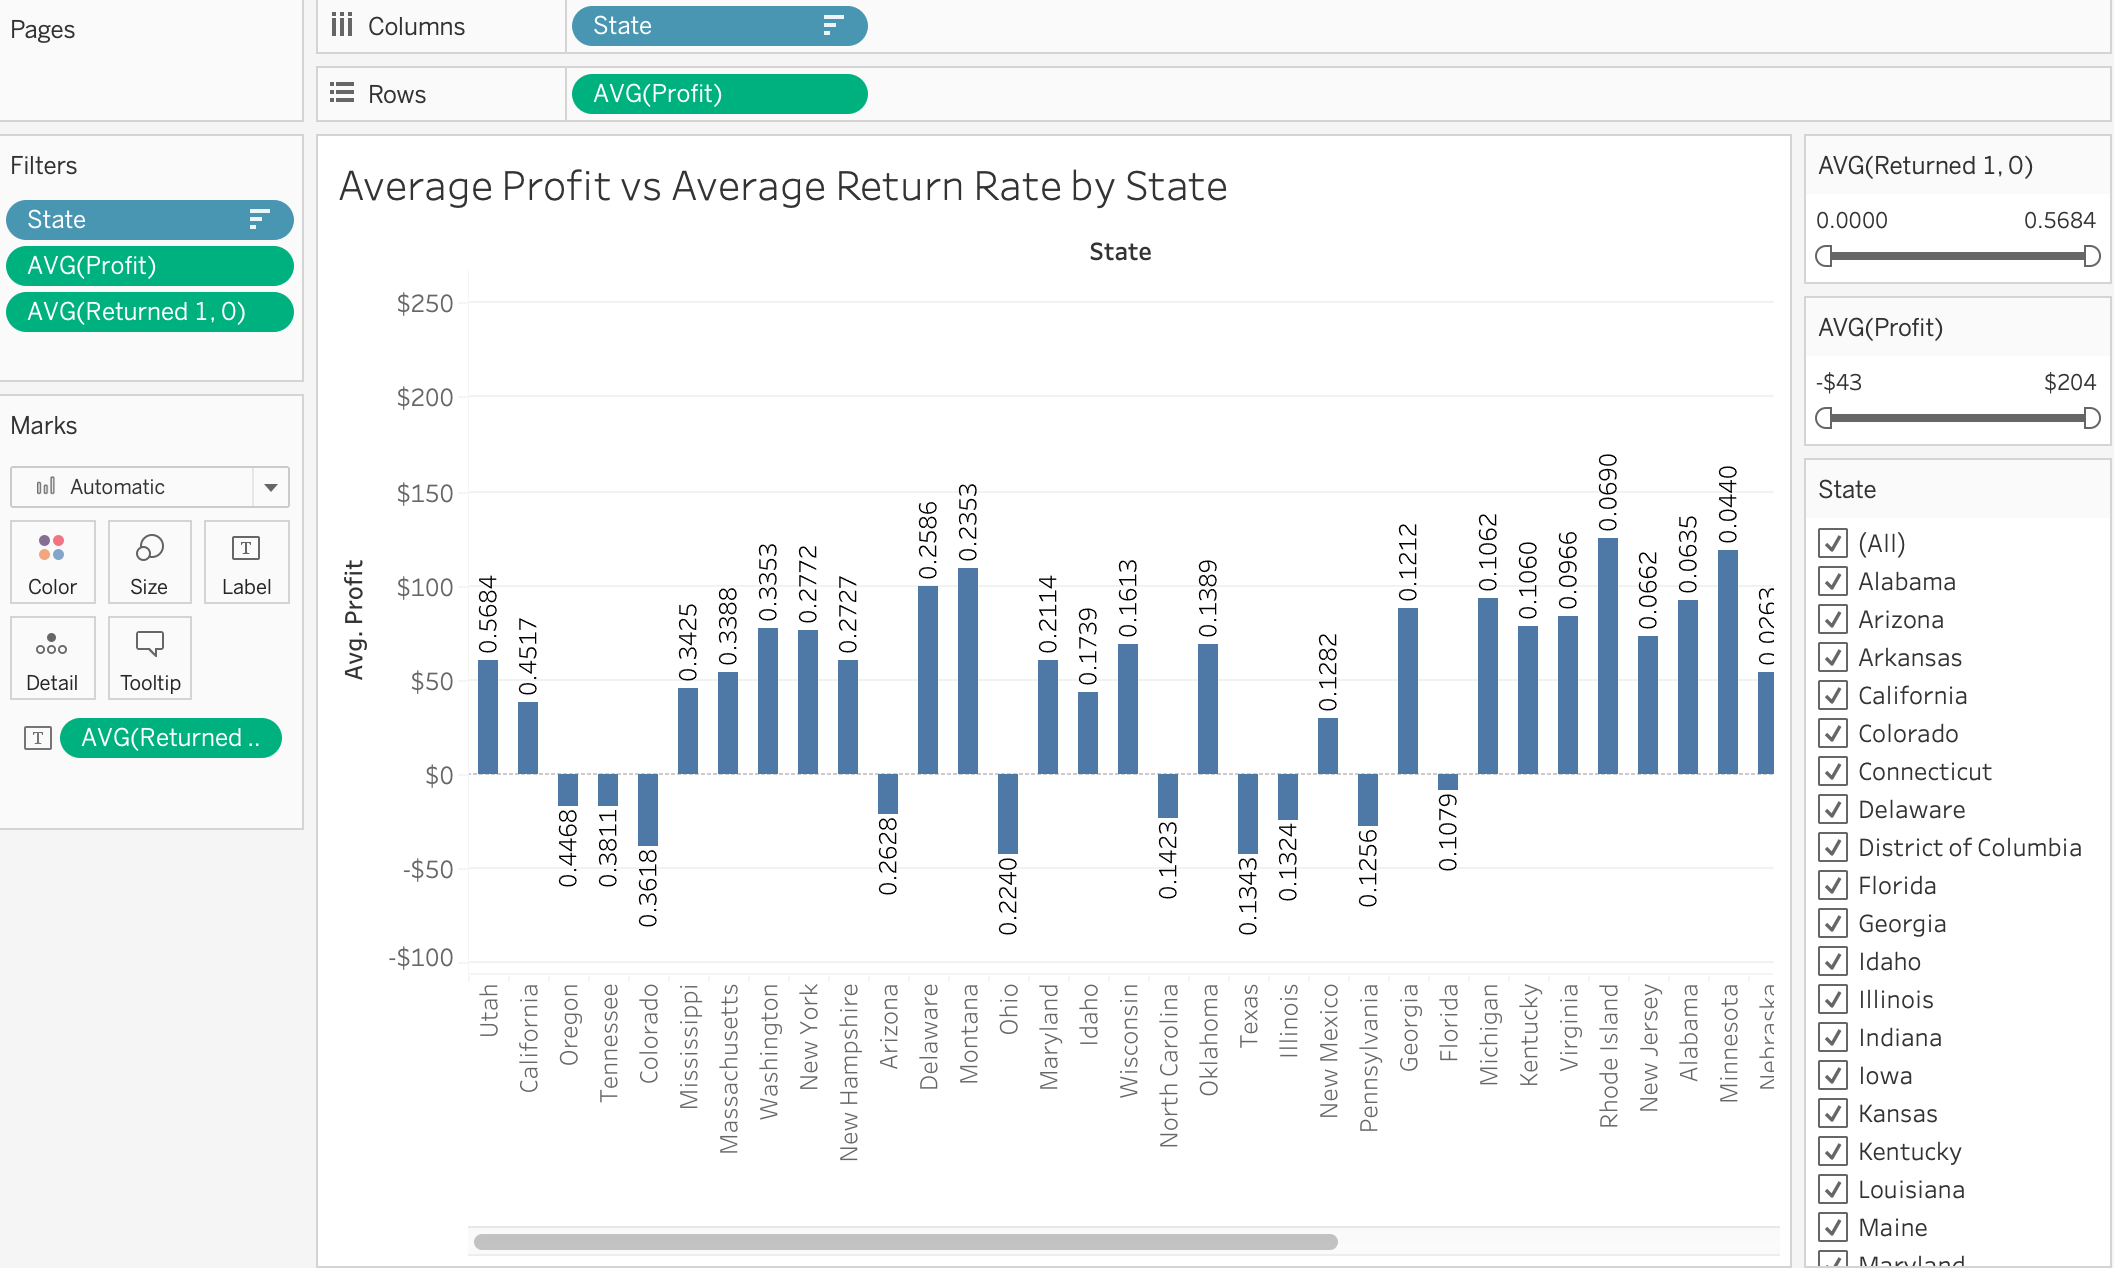 Pages
Columns
State
Rows
AVG(Profit)
Filters
State
AVG(Profit)
AVG(Returned 1, 0)
Marks
Automatic
Color
Size
Label
Detail
Tooltip
AVG(Returned ..
Average Profit vs Average Return Rate by State
State
Avg. Profit
$250
$200
$150
$100
$50
$0
-$50
-$100
0.5684
0.4517
0.4468
0.3811
0.3618
0.3425
0.3388
0.3353
0.2772
0.2727
0.2628
0.2586
0.2353
0.2240
0.2114
0.1739
0.1613
0.1423
0.1389
0.1343
0.1324
0.1282
0.1256
0.1212
0.1079
0.1062
0.1060
0.0966
0.0690
0.0662
0.0635
0.0440
0.0263
Utah
California
Oregon
Tennessee
Colorado
Mississippi
Massachusetts
Washington
New York
New Hampshire
Arizona
Delaware
Montana
Ohio
Maryland
Idaho
Wisconsin
North Carolina
Oklahoma
Texas
Illinois
New Mexico
Pennsylvania
Georgia
Florida
Michigan
Kentucky
Virginia
Rhode Island
New Jersey
Alabama
Minnesota
Nebraska
AVG(Returned 1, 0)
0.0000 0.5684
AVG(Profit)
-$43 $204
State
(All)
Alabama
Arizona
Arkansas
California
Colorado
Connecticut
Delaware
District of Columbia
Florida
Georgia
Idaho
Illinois
Indiana
Iowa
Kansas
Kentucky
Louisiana
Maine
Maryland